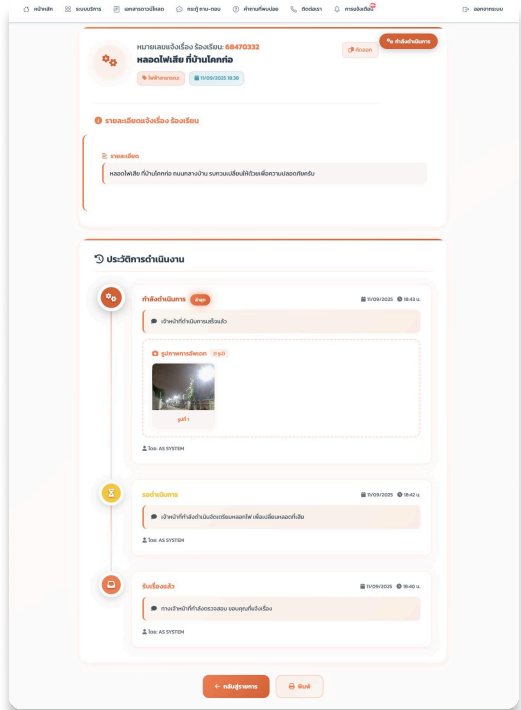 หน้าหลัก ระบบบริการ เอกสารดาวน์โหลด กระทู้ ถาม-ตอบ คำถามที่พบบ่อย ติดต่อเรา การแจ้งเตือน ออกจากระบบ
หมายเลขแจ้งเรื่อง ร้องเรียน: 68470332
คัดลอก
กำลังดำเนินการ
หลอดไฟเสีย ที่บ้านโคกก่อ
ไฟฟ้าสาธารณะ 11/09/2025 18:36
รายละเอียดแจ้งเรื่อง ร้องเรียน
รายละเอียด
หลอดไฟเสีย ที่บ้านโคกก่อ ถนนกลางบ้าน รบกวนเปลี่ยนให้ด้วยเพื่อความปลอดภัยครับ
ประวัติการดำเนินงาน
กำลังดำเนินการ ล่าสุด 11/09/2025 18:43 น.
เจ้าหน้าที่ดำเนินการเสร็จแล้ว
รูปภาพการอัพเดท (1 รูป)
รูปที่ 1
โดย: AS SYSTEM
รอดำเนินการ 11/09/2025 18:42 น.
เจ้าหน้าที่กำลังดำเนินจัดเตรียมหลอดไฟ เพื่อเปลี่ยนหลอดที่เสีย
โดย: AS SYSTEM
รับเรื่องแล้ว 11/09/2025 18:40 น.
ทางเจ้าหน้าที่กำลังตรวจสอบ ขอบคุณที่แจ้งเรื่อง
โดย: AS SYSTEM
กลับสู่รายการ พิมพ์